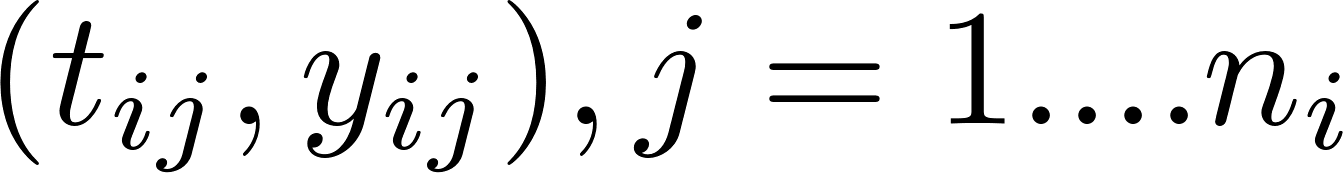 (t_{ij}, y_{ij}), j = 1....n_i